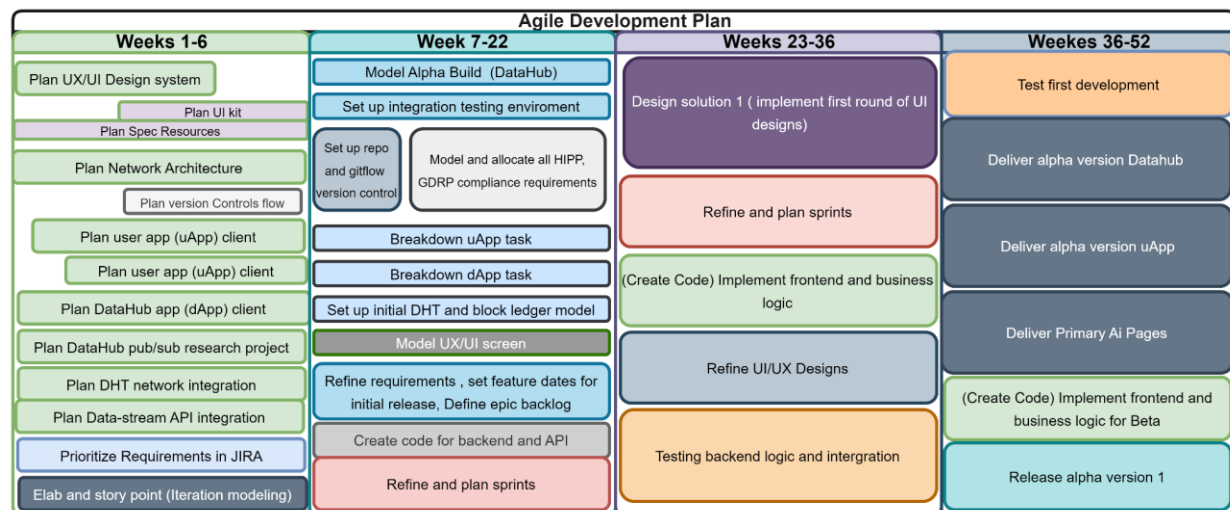 Agile Development Plan
Weeks 1-6
Plan UX/UI Design system
Plan UI kit
Plan Spec Resources
Plan Network Architecture
Plan version Controls flow
Plan user app (uApp) client
Plan user app (uApp) client
Plan DataHub app (dApp) client
Plan DataHub pub/sub research project
Plan DHT network integration
Plan Data-stream API integration
Prioritize Requirements in JIRA
Elab and story point (Iteration modeling)
Week 7-22
Model Alpha Build (DataHub)
Set up integration testing enviroment
Set up repo
and gitflow
version control
Model and allocate all HIPP,
GDRP compliance requirements
Breakdown uApp task
Breakdown dApp task
Set up initial DHT and block ledger model
Model UX/UI screen
Refine requirements , set feature dates for
initial release, Define epic backlog
Create code for backend and API
Refine and plan sprints
Weeks 23-36
Design solution 1 ( implement first round of UI
designs)
Refine and plan sprints
(Create Code) Implement frontend and business
logic
Refine UI/UX Designs
Testing backend logic and intergration
Weekes 36-52
Test first development
Deliver alpha version Datahub
Deliver alpha version uApp
Deliver Primary Ai Pages
(Create Code) Implement frontend and
business logic for Beta
Release alpha version 1